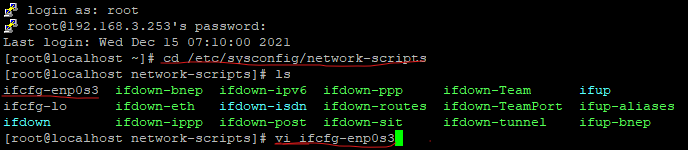 login as: root
root@192.168.3.253's password:
Last login: Wed Dec 15 07:10:00 2021
[root@localhost ~]# cd /etc/sysconfig/network-scripts
[root@localhost network-scripts]# ls
ifcfg-enp0s3 ifdown-bnep ifdown-ipv6 ifdown-ppp ifdown-Team ifup
ifcfg-lo ifdown-eth ifdown-isdn ifdown-routes ifdown-TeamPort ifup-aliases
ifdown ifdown-ippp ifdown-post ifdown-sit ifdown-tunnel ifup-bnep
[root@localhost network-scripts]# vi ifcfg-enp0s3